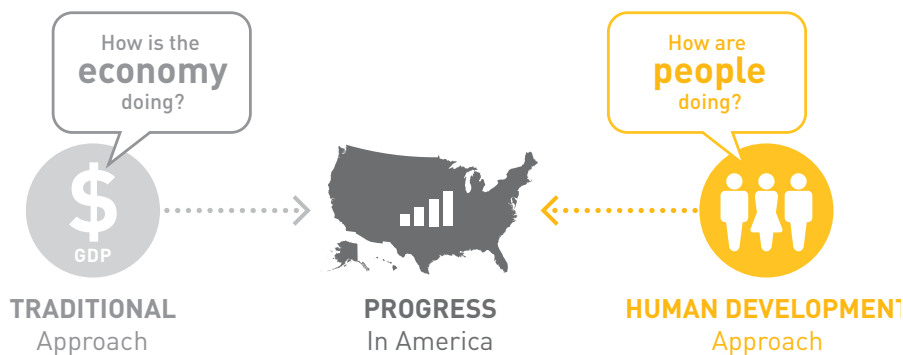 How is the
economy
doing?
How are
people
doing?
$
GDP
TRADITIONAL
Approach
PROGRESS
In America
HUMAN DEVELOPMENT
Approach